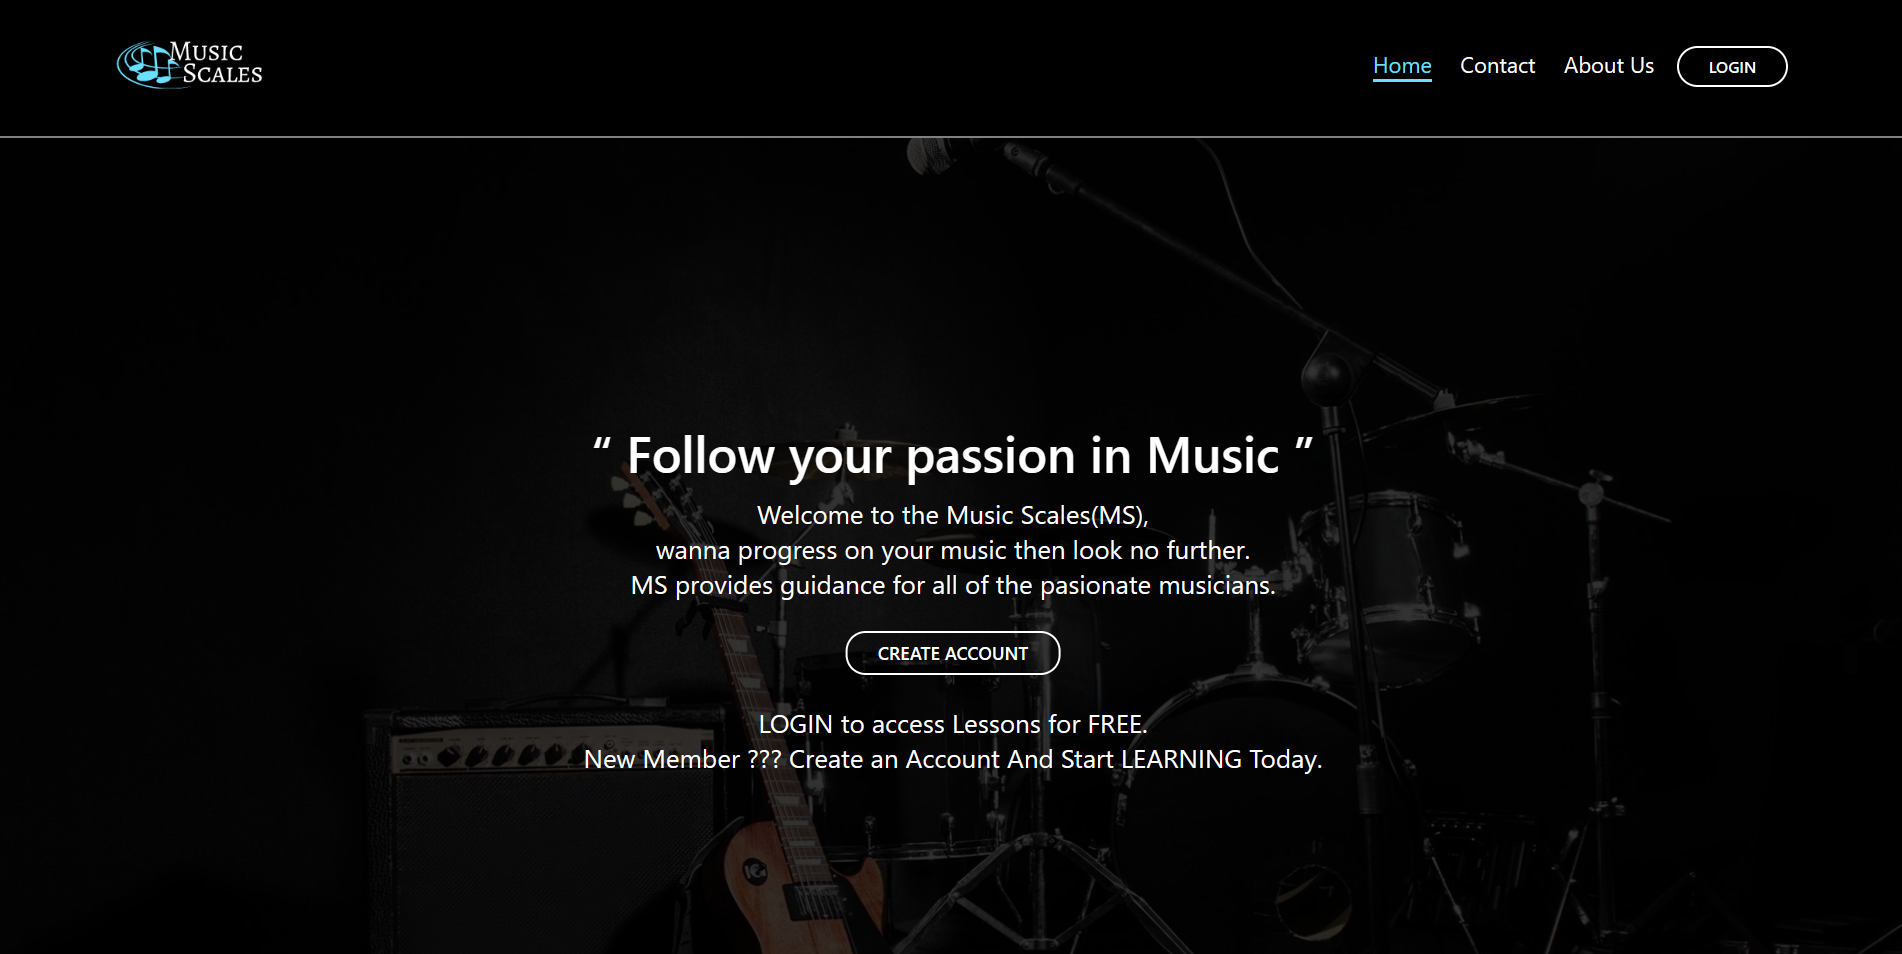 Music
Scales
Home Contact About Us LOGIN
“ Follow your passion in Music ”
Welcome to the Music Scales(MS),
wanna progress on your music then look no further.
MS provides guidance for all of the pasionate musicians.
CREATE ACCOUNT
LOGIN to access Lessons for FREE.
New Member ??? Create an Account And Start LEARNING Today.